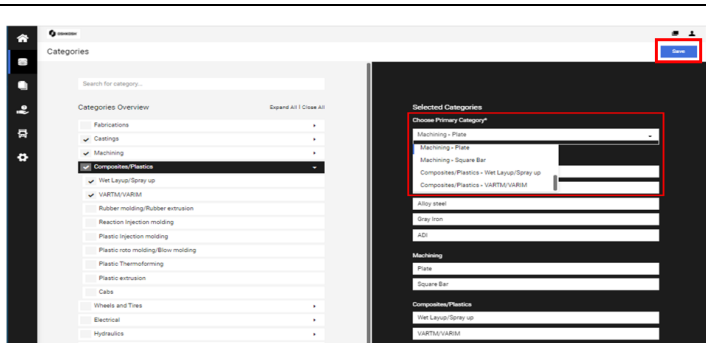 OSHKOSH
Categories
Save
Search for category...
Categories Overview
Expand All | Close All
Fabrications
Castings
Machining
Composites/Plastics
Wet Layup/Spray up
VARTM/VARIM
Rubber molding/Rubber extrusion
Reaction Injection molding
Plastic Injection molding
Plastic roto molding/Blow molding
Plastic Thermoforming
Plastic extrusion
Cabs
Wheels and Tires
Electrical
Hydraulics
Selected Categories
Choose Primary Category*
Machining - Plate
Machining - Plate
Machining - Square Bar
Composites/Plastics - Wet Layup/Spray up
Composites/Plastics - VARTM/VARIM
Alloy steel
Gray Iron
ADI
Machining
Plate
Square Bar
Composites/Plastics
Wet Layup/Spray up
VARTM/VARIM